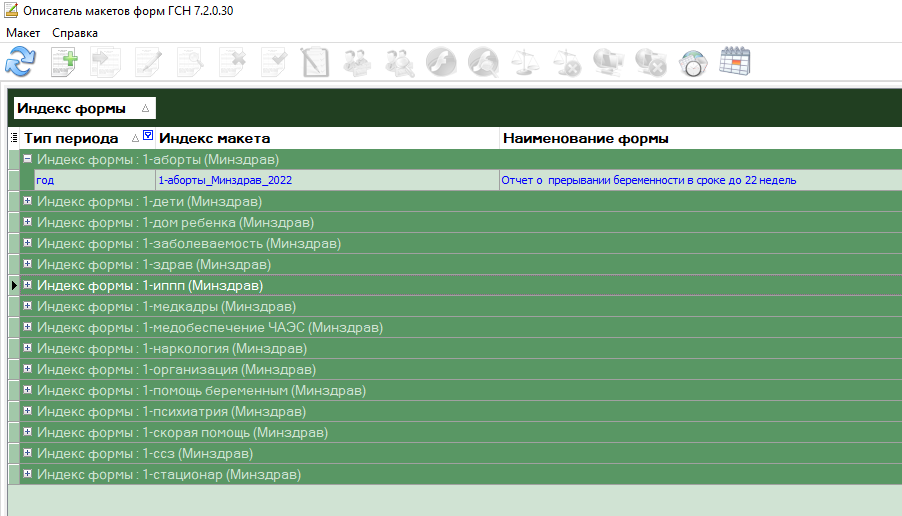 Описатель макетов форм ГСН 7.2.0.30
Макет Справка
Индекс формы
Тип периода Индекс макета Наименование формы
Индекс формы : 1-аборты (Минздрав)
год 1-аборты_Минздрав_2022 Отчет о прерывании беременности в сроке до 22 недель
Индекс формы : 1-дети (Минздрав)
Индекс формы : 1-дом ребенка (Минздрав)
Индекс формы : 1-заболеваемость (Минздрав)
Индекс формы : 1-здрав (Минздрав)
Индекс формы : 1-иппп (Минздрав)
Индекс формы : 1-медкадры (Минздрав)
Индекс формы : 1-медобеспечение ЧАЭС (Минздрав)
Индекс формы : 1-наркология (Минздрав)
Индекс формы : 1-организация (Минздрав)
Индекс формы : 1-помощь беременным (Минздрав)
Индекс формы : 1-психиатрия (Минздрав)
Индекс формы : 1-скорая помощь (Минздрав)
Индекс формы : 1-ссз (Минздрав)
Индекс формы : 1-стационар (Минздрав)